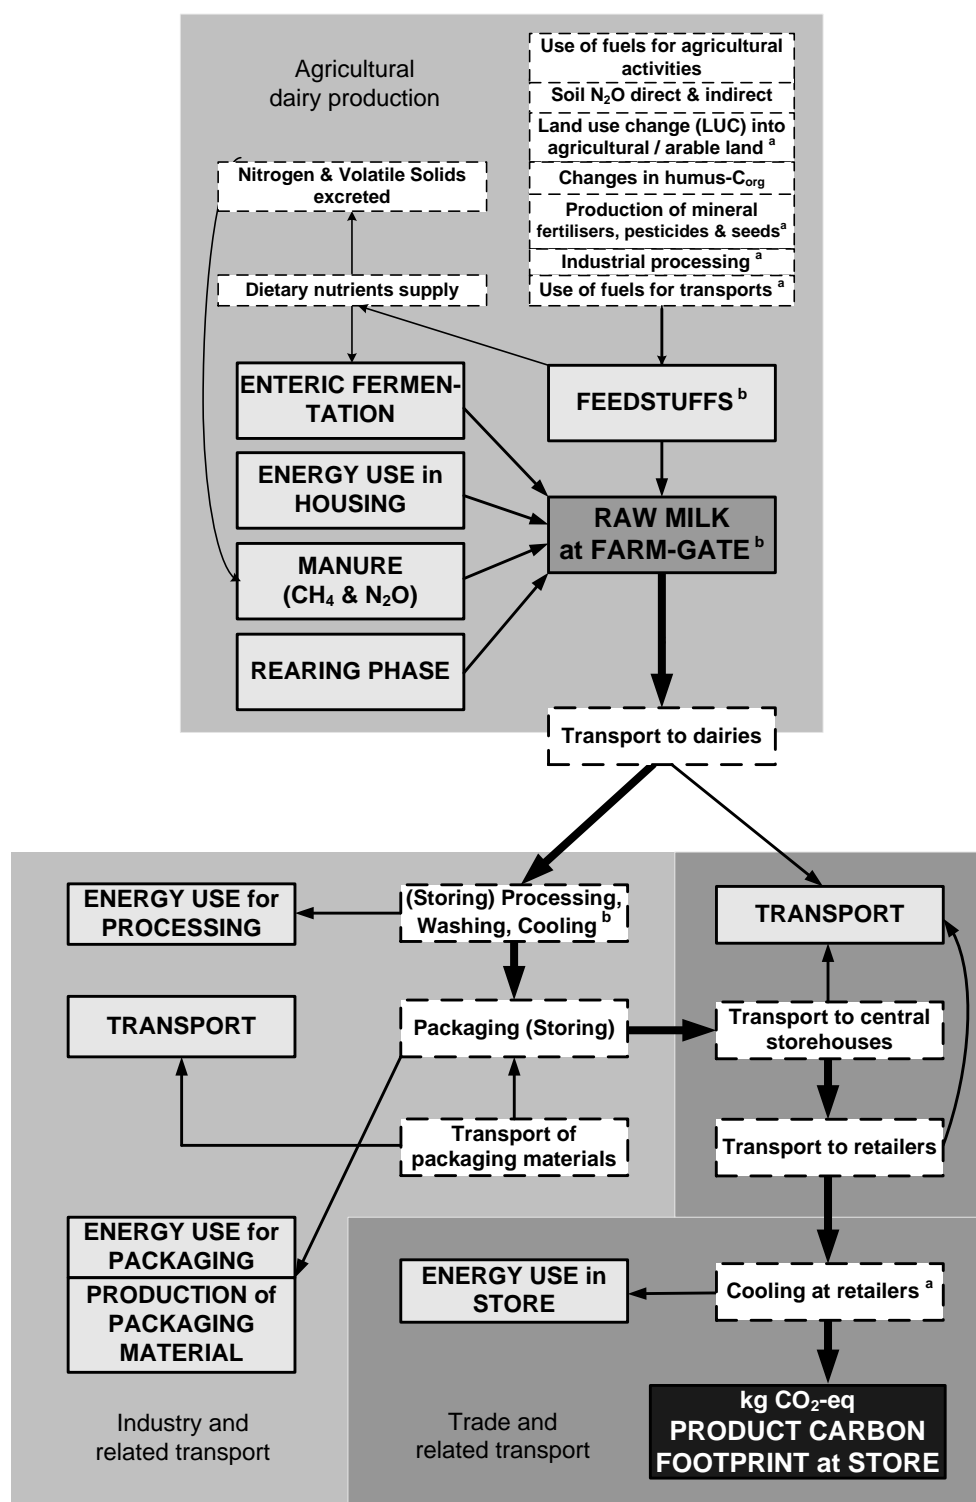 Agricultural
dairy production
Use of fuels for agricultural
activities
Soil N₂O direct & indirect
Land use change (LUC) into
agricultural / arable land ᵃ
Changes in humus-Cₒᵣg
Production of mineral
fertilisers, pesticides & seedsᵃ
Industrial processing ᵃ
Use of fuels for transports ᵃ
Nitrogen & Volatile Solids
excreted
Dietary nutrients supply
ENTERIC FERMEN-
TATION
FEEDSTUFFS ᵇ
ENERGY USE in
HOUSING
RAW MILK
at FARM-GATE ᵇ
MANURE
(CH₄ & N₂O)
REARING PHASE
Transport to dairies
ENERGY USE for
PROCESSING
(Storing) Processing,
Washing, Cooling ᵇ
TRANSPORT
TRANSPORT
Packaging (Storing)
Transport to central
storehouses
Transport of
packaging materials
Transport to retailers
ENERGY USE for
PACKAGING
PRODUCTION of
PACKAGING
MATERIAL
ENERGY USE in
STORE
Cooling at retailers ᵃ
kg CO₂-eq
PRODUCT CARBON
FOOTPRINT at STORE
Industry and
related transport
Trade and
related transport